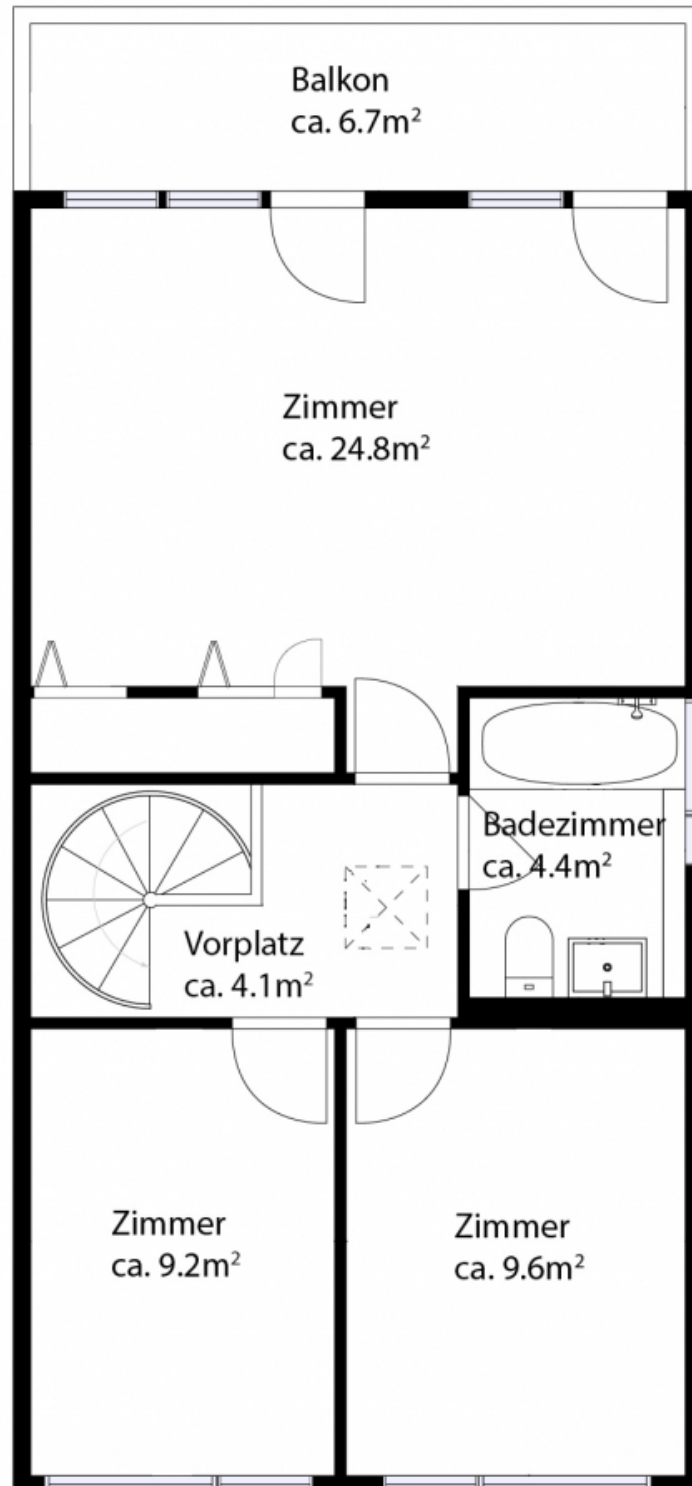 Balkon
ca. 6.7m²
Zimmer
ca. 24.8m²
Badezimmer
ca. 4.4m²
Vorplatz
ca. 4.1m²
Zimmer
ca. 9.2m²
Zimmer
ca. 9.6m²